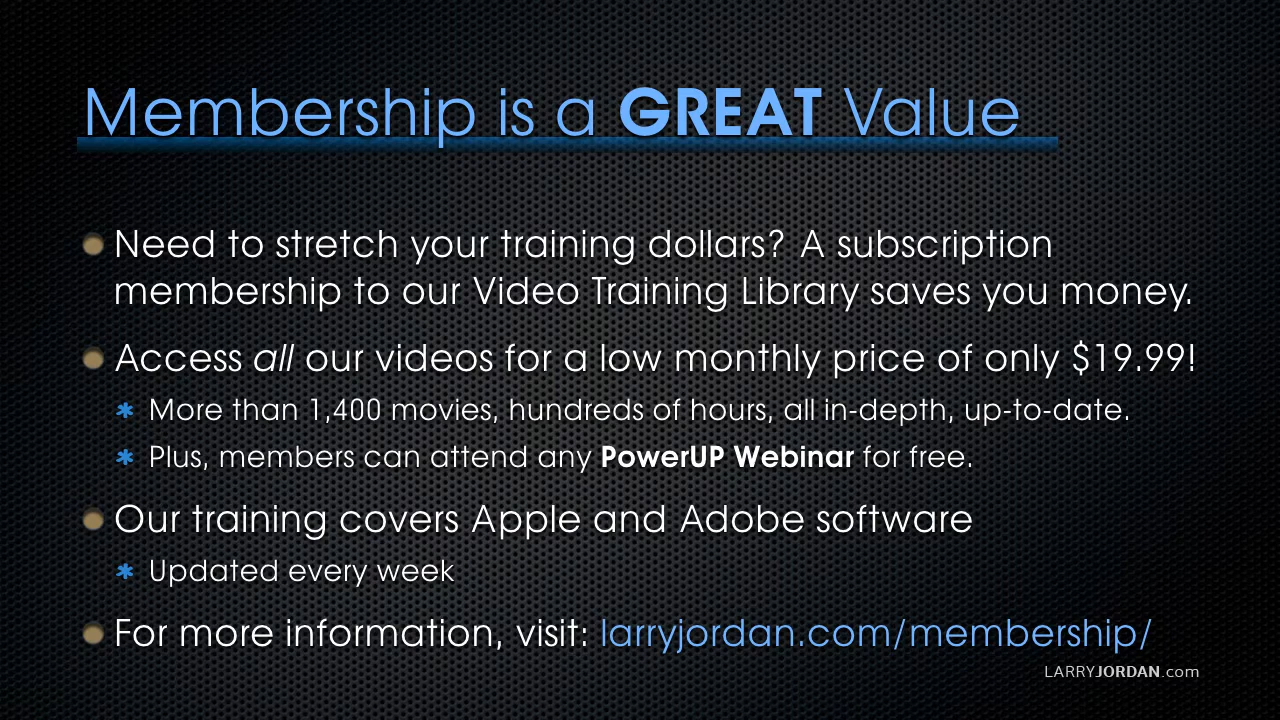 Membership is a GREAT Value
Need to stretch your training dollars? A subscription
membership to our Video Training Library saves you money.
Access all our videos for a low monthly price of only $19.99!
More than 1,400 movies, hundreds of hours, all in-depth, up-to-date.
Plus, members can attend any PowerUP Webinar for free.
Our training covers Apple and Adobe software
Updated every week
For more information, visit: larryjordan.com/membership/
LARRYJORDAN.com